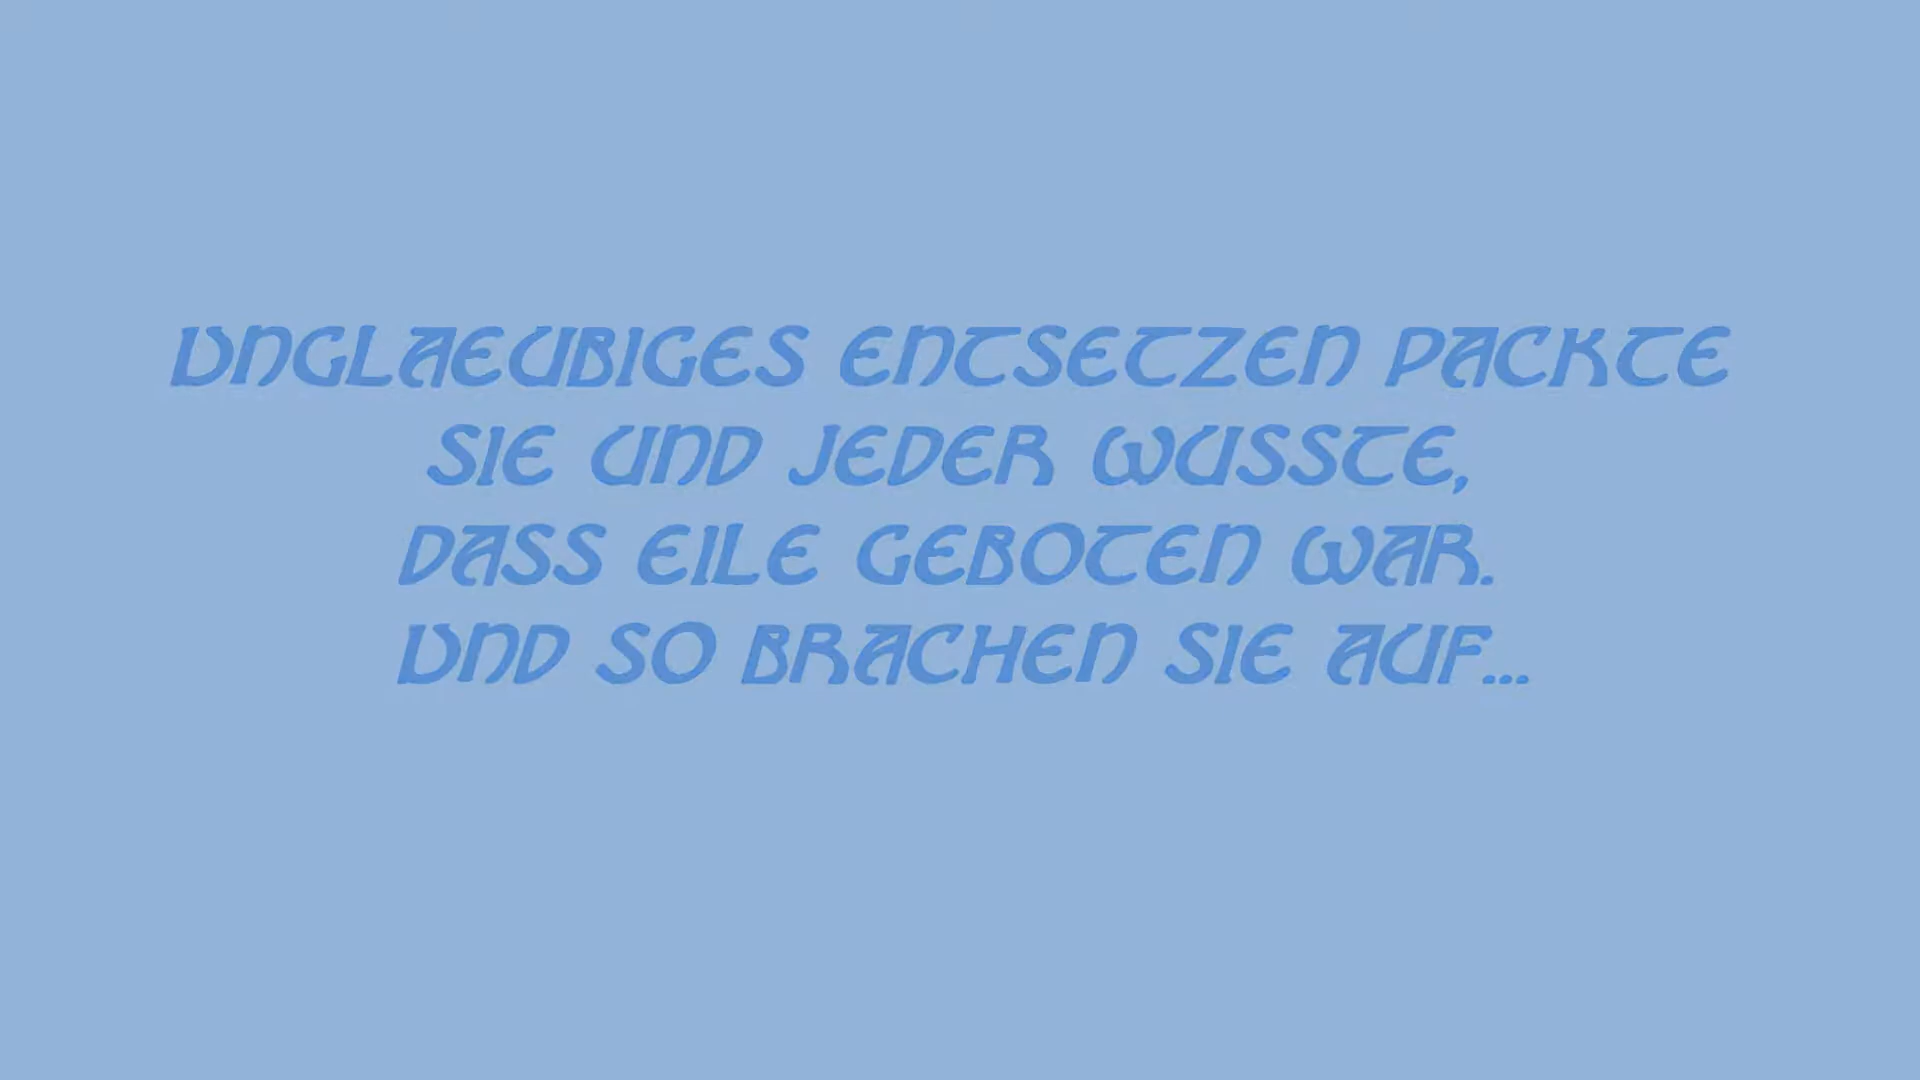 UNGLAEUBIGES ENTSETZEN PACKTE
SIE UND JEDER WUSSTE,
DASS EILE GEBOTEN WAR.
UND SO BRACHEN SIE AUF...